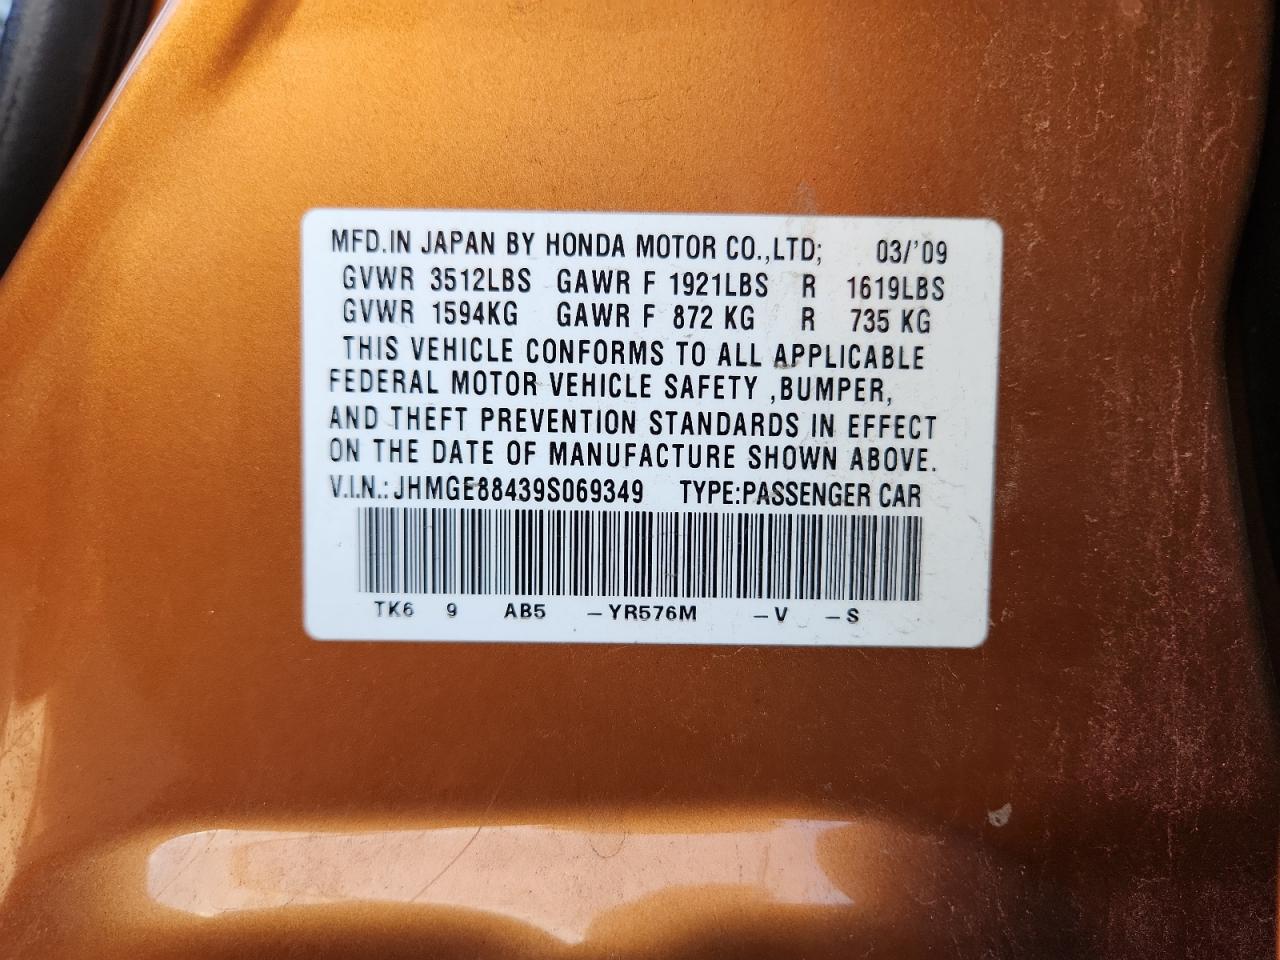 MFD.IN JAPAN BY HONDA MOTOR CO.,LTD; 03/'09
GVWR 3512LBS GAWR F 1921LBS R 1619LBS
GVWR 1594KG GAWR F 872 KG R 735 KG
THIS VEHICLE CONFORMS TO ALL APPLICABLE
FEDERAL MOTOR VEHICLE SAFETY ,BUMPER,
AND THEFT PREVENTION STANDARDS IN EFFECT
ON THE DATE OF MANUFACTURE SHOWN ABOVE.
V.I.N.: JHMGE88439S069349 TYPE:PASSENGER CAR
TK6 9 AB5 –YR576M –V –S